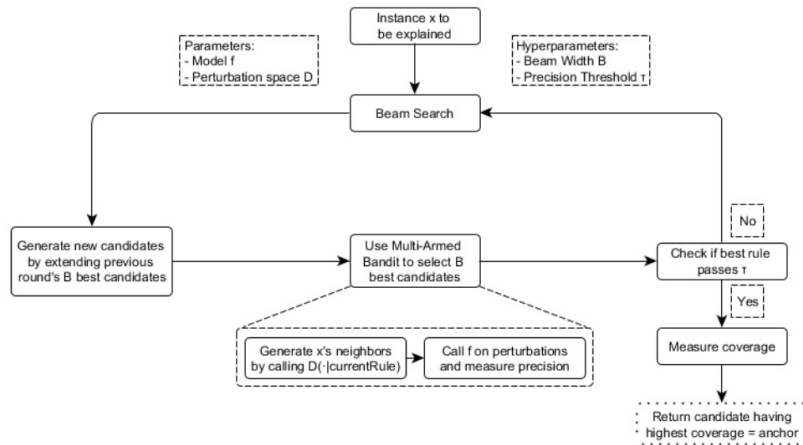 Instance x to
be explained
Parameters:
- Model f
- Perturbation space D
Hyperparameters:
- Beam Width B
- Precision Threshold τ
Beam Search
Generate new candidates
by extending previous
round's B best candidates
Use Multi-Armed
Bandit to select B
best candidates
No
Check if best rule
passes τ
Yes
Generate x's neighbors
by calling D(·|currentRule)
Call f on perturbations
and measure precision
Measure coverage
Return candidate having
highest coverage = anchor